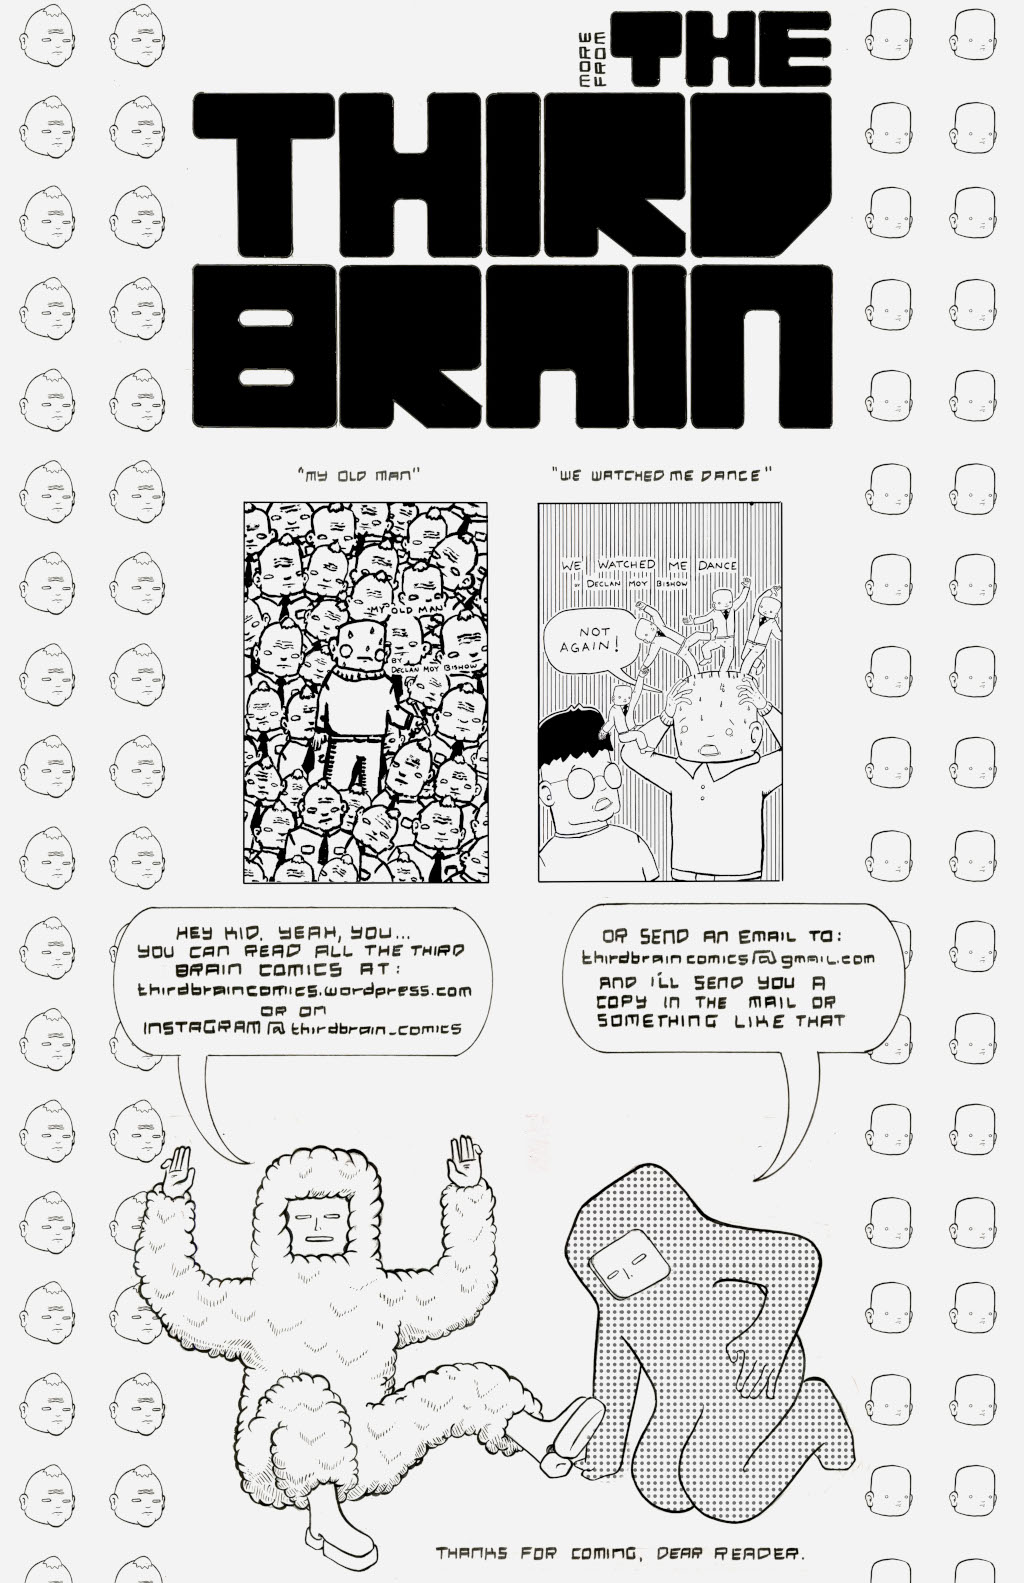 MORE FROM THE
THIRD
BRAIN
"MY OLD MAN"
"WE WATCHED ME DANCE"
MY OLD MAN
BY
DECLAN MOY BISHOW
WE WATCHED ME DANCE
BY DECLAN MOY BISHOW
NOT
AGAIN!
HEY KID. YEAH, YOU...
YOU CAN READ ALL THE THIRD
BRAIN COMICS AT:
thirdbraincomics.wordpress.com
OR ON
INSTAGRAM @thirdbrain_comics
OR SEND AN EMAIL TO:
thirdbraincomics@gmail.com
AND I'LL SEND YOU A
COPY IN THE MAIL OR
SOMETHING LIKE THAT
THANKS FOR COMING, DEAR READER.